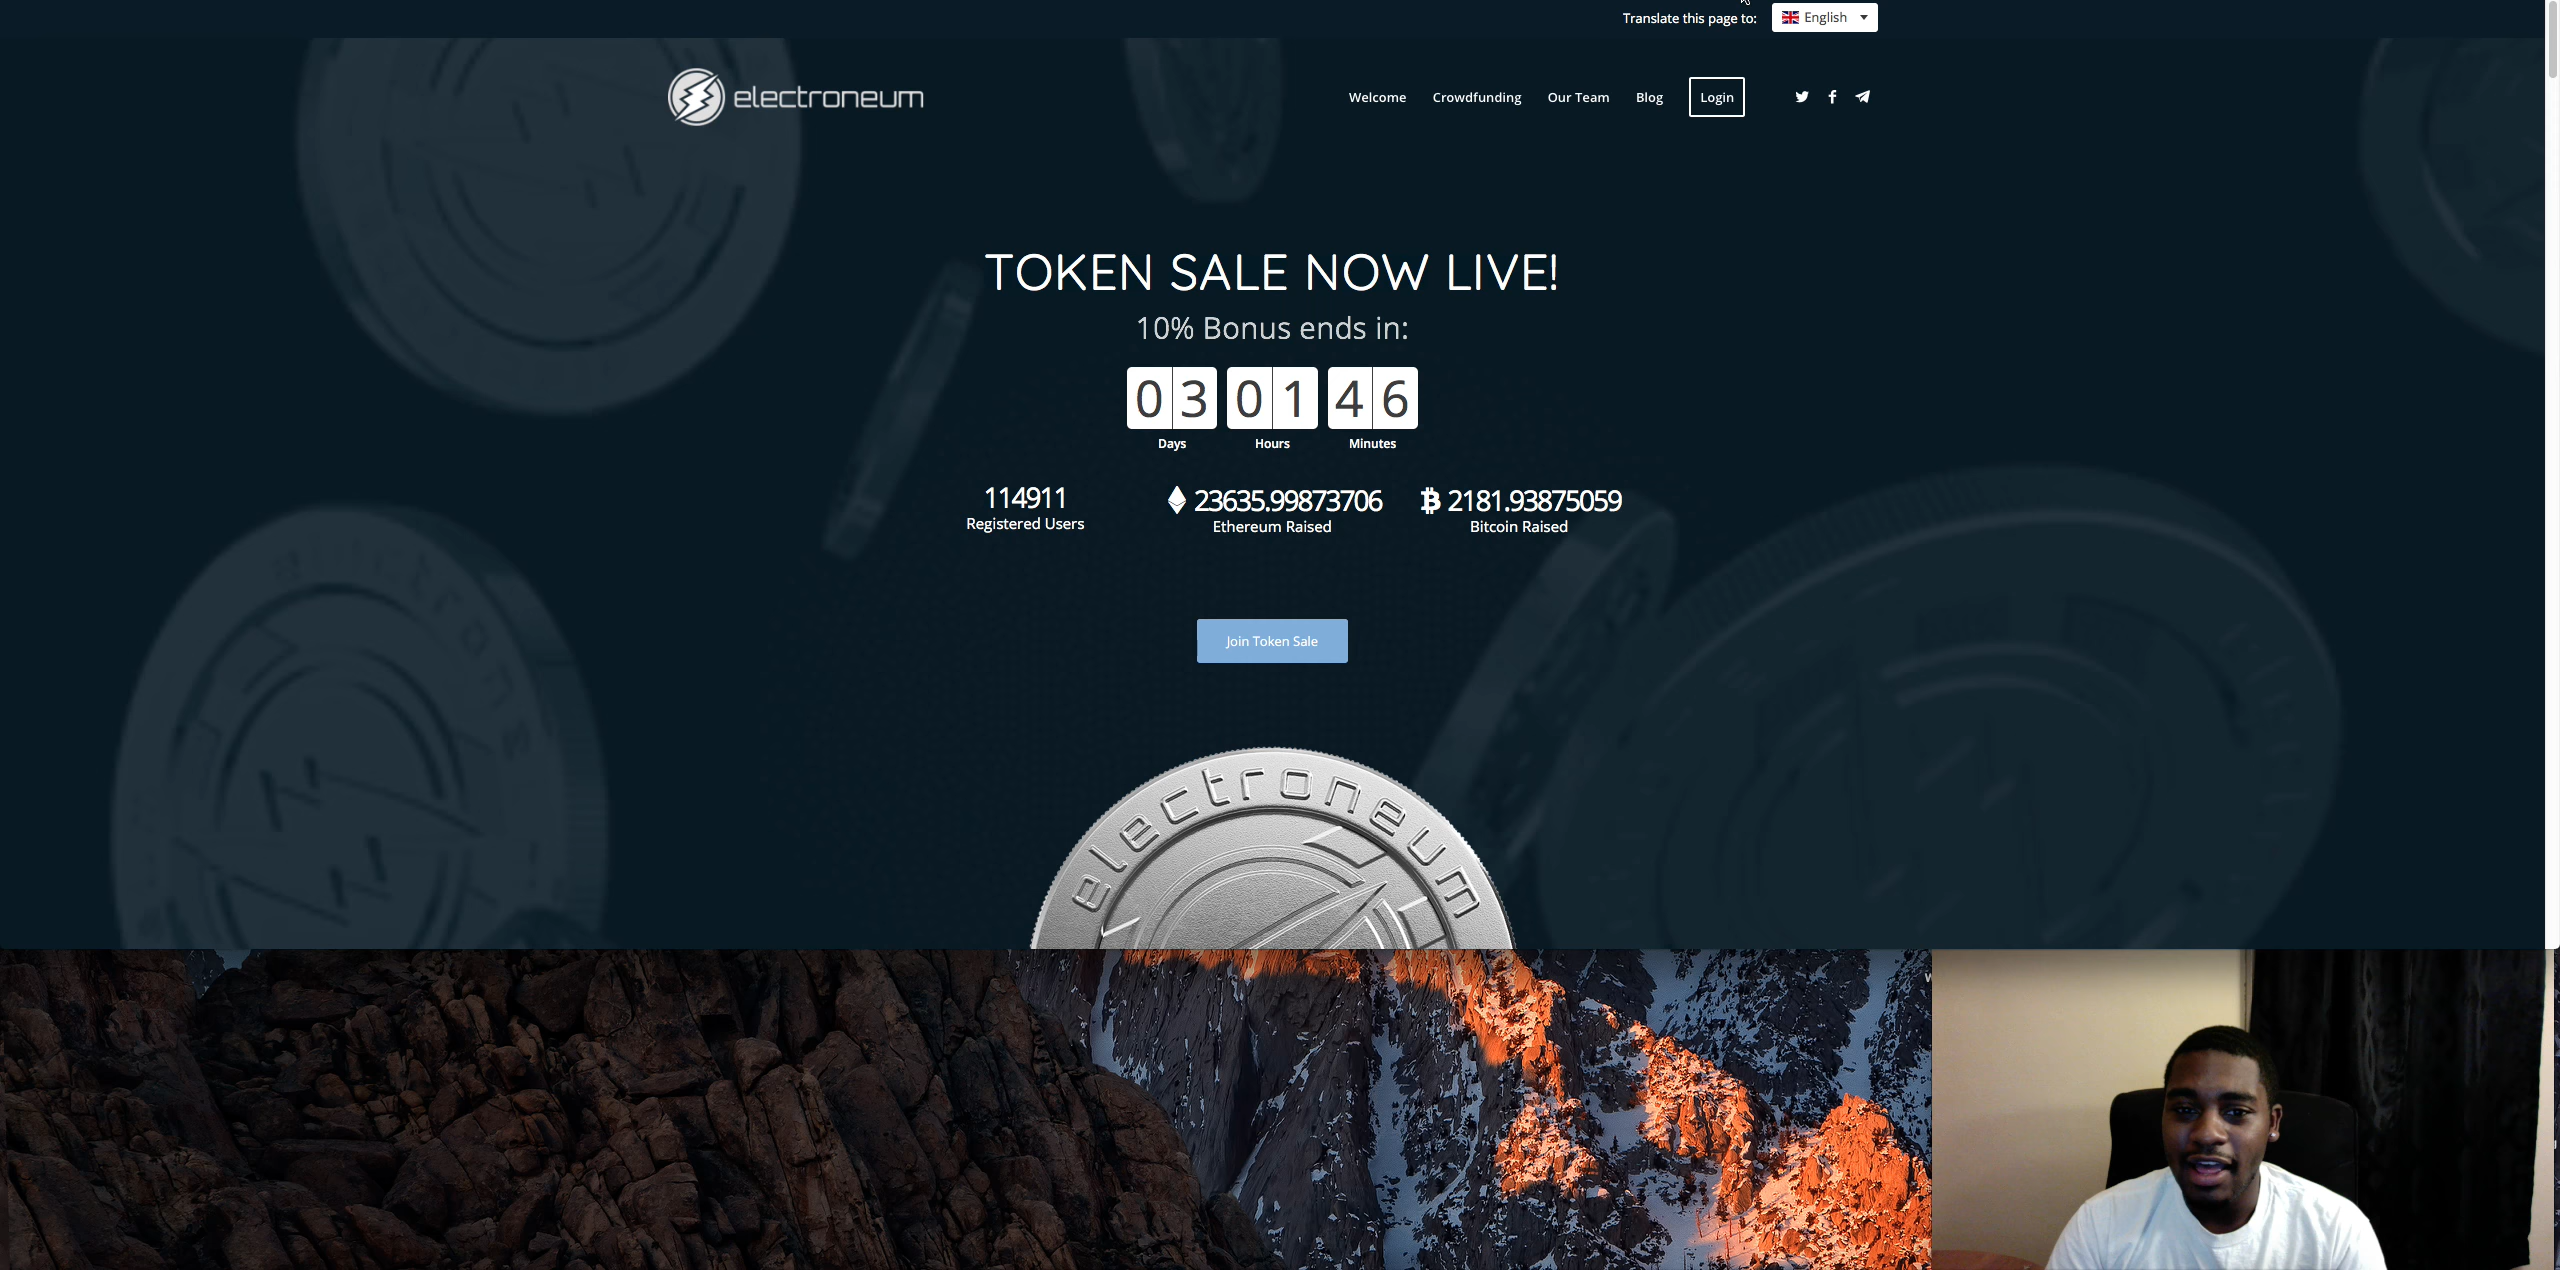 Translate this page to:
English
electroneum
Welcome
Crowdfunding
Our Team
Blog
Login
TOKEN SALE NOW LIVE!
10% Bonus ends in:
03 01 46
Days Hours Minutes
114911
Registered Users
23635.99873706
Ethereum Raised
2181.93875059
Bitcoin Raised
Join Token Sale
electroneum